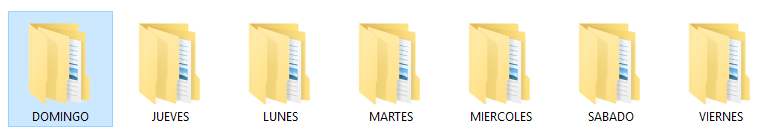 DOMINGO
JUEVES
LUNES
MARTES
MIERCOLES
SABADO
VIERNES